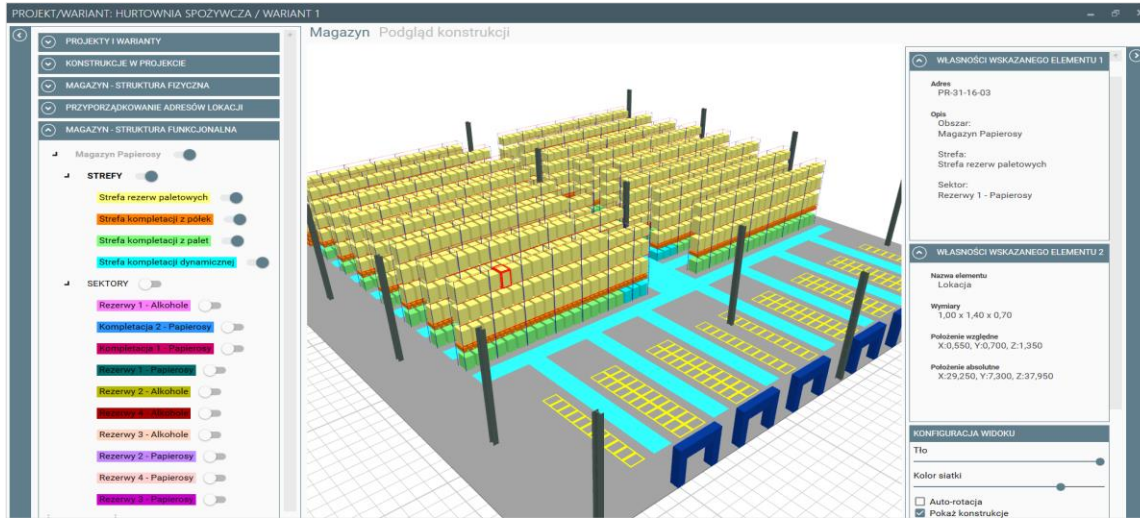 PROJEKT/WARIANT: HURTOWNIA SPOŻYWCZA / WARIANT 1
PROJEKTY I WARIANTY
KONSTRUKCJE W PROJEKCIE
MAGAZYN - STRUKTURA FIZYCZNA
PRZYPORZĄDKOWANIE ADRESÓW LOKACJI
MAGAZYN - STRUKTURA FUNKCJONALNA
Magazyn Papierosy
STREFY
Strefa rezerw paletowych
Strefa kompletacji z półek
Strefa kompletacji z palet
Strefa kompletacji dynamicznej
SEKTORY
Rezerwy 1 - Alkohole
Kompletacja 2 - Papierosy
Kompletacja 1 - Papierosy
Rezerwy 1 - Papierosy
Rezerwy 2 - Alkohole
Rezerwy 4 - Alkohole
Rezerwy 3 - Alkohole
Rezerwy 2 - Papierosy
Rezerwy 4 - Papierosy
Rezerwy 3 - Papierosy
Magazyn Podgląd konstrukcji
WŁASNOŚCI WSKAZANEGO ELEMENTU 1
Adres
PR-31-16-03
Opis
Obszar:
Magazyn Papierosy
Strefa:
Strefa rezerw paletowych
Sektor:
Rezerwy 1 - Papierosy
WŁASNOŚCI WSKAZANEGO ELEMENTU 2
Nazwa elementu
Lokacja
Wymiary
1,00 x 1,40 x 0,70
Położenie względne
X:0,550, Y:0,700, Z:1,350
Położenie absolutne
X:29,250, Y:7,300, Z:37,950
KONFIGURACJA WIDOKU
Tło
Kolor siatki
Auto-rotacja
Pokaż konstrukcje